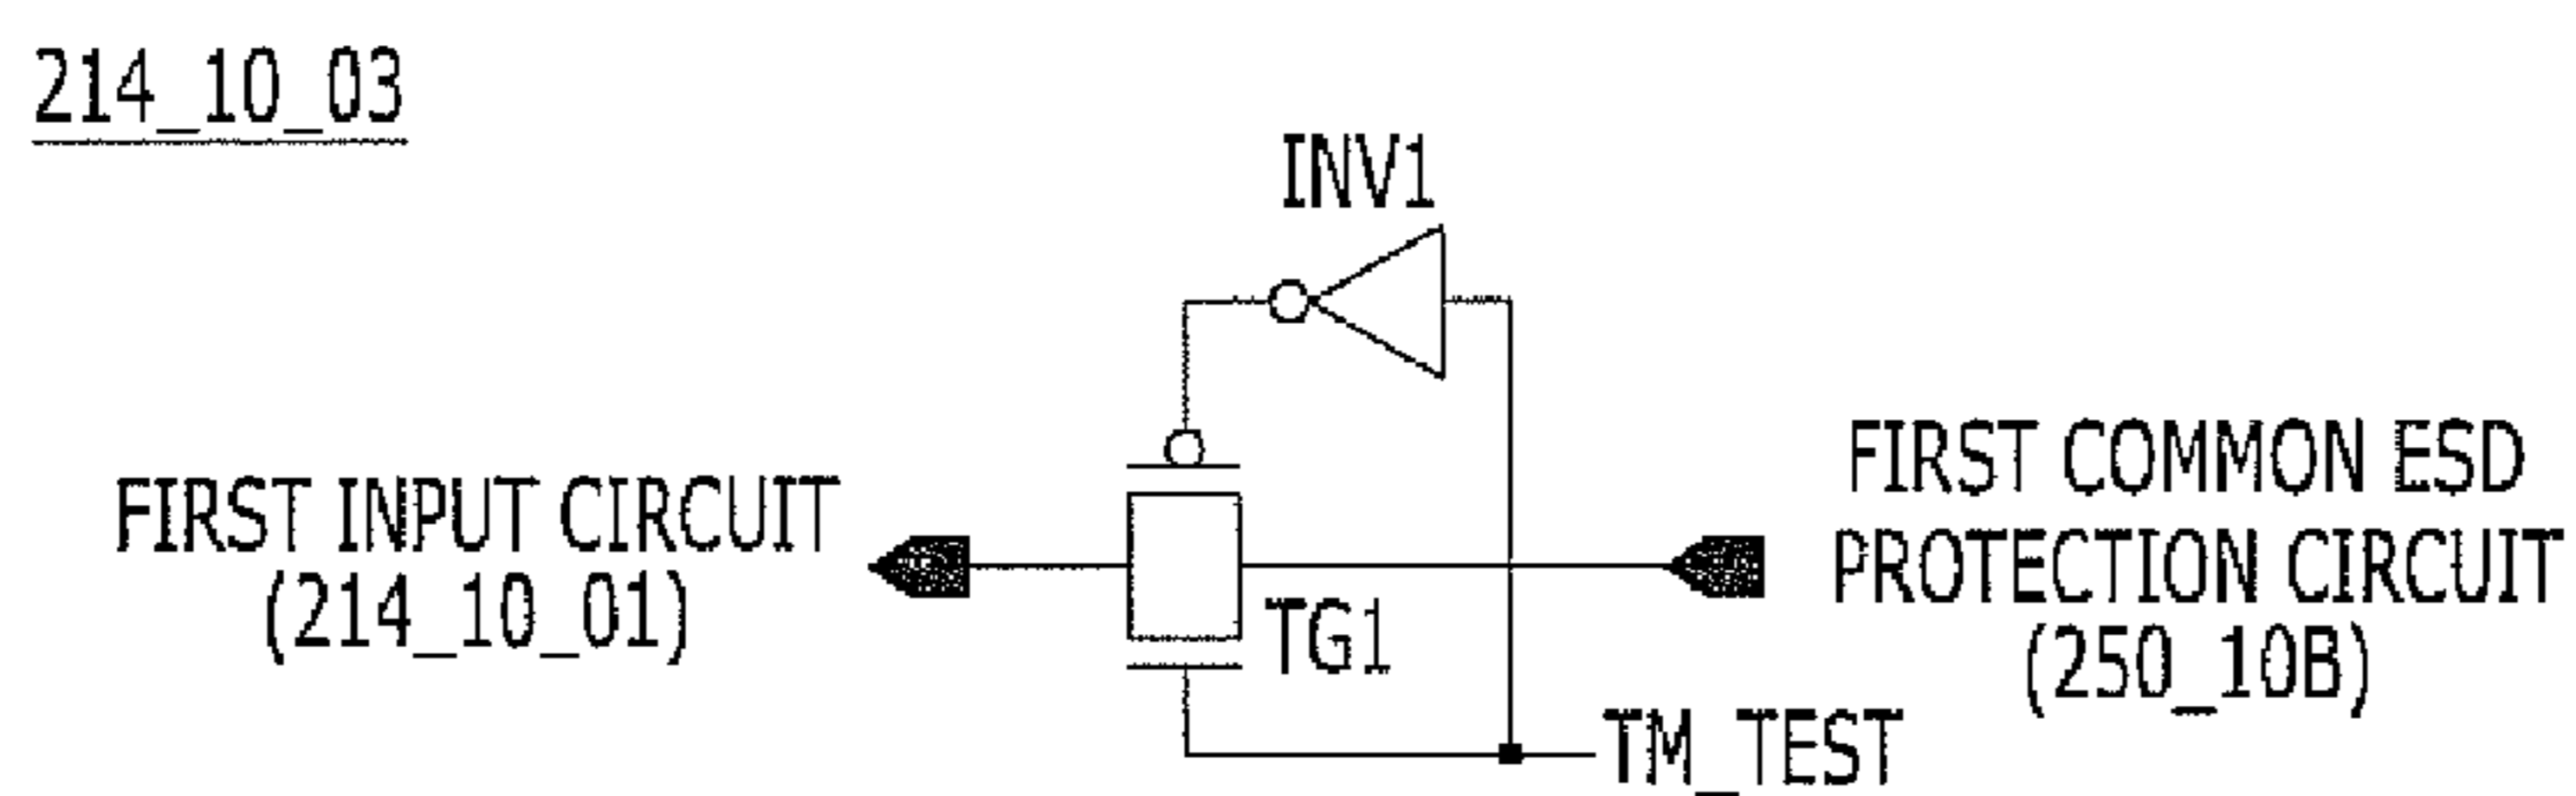 214_10_03
INV1
FIRST INPUT CIRCUIT
(214_10_01)
TG1
FIRST COMMON ESD
PROTECTION CIRCUIT
(250_10B)
TM_TEST